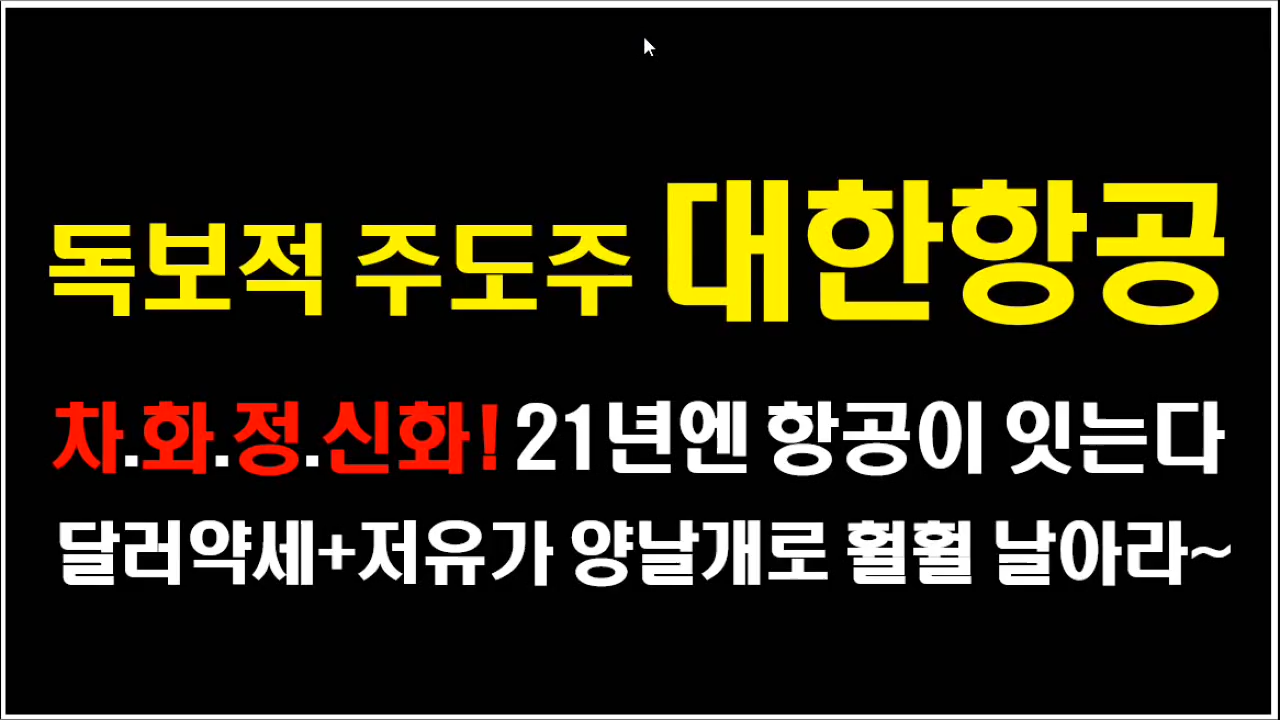 독보적 주도주 대한항공
차.화.정.신화! 21년엔 항공이 잇는다
달러약세+저유가 양날개로 훨훨 날아라~